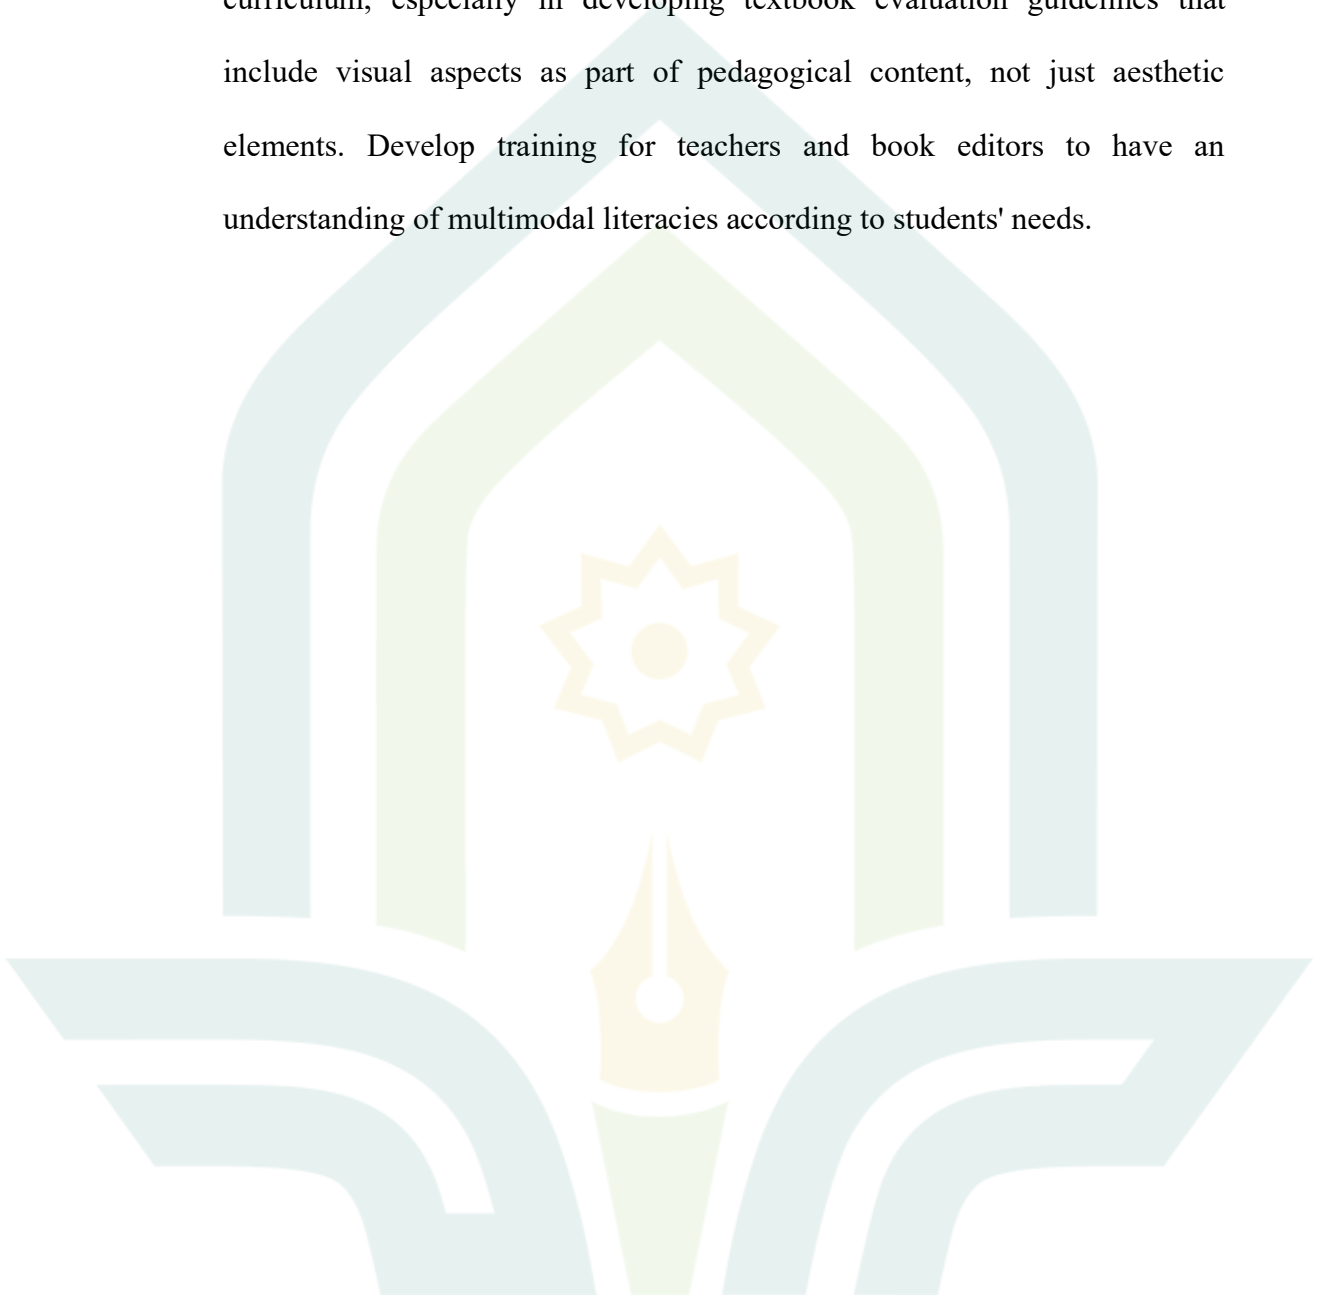 curriculum, especially in developing textbook evaluation guidelines that
include visual aspects as part of pedagogical content, not just aesthetic
elements. Develop training for teachers and book editors to have an
understanding of multimodal literacies according to students' needs.